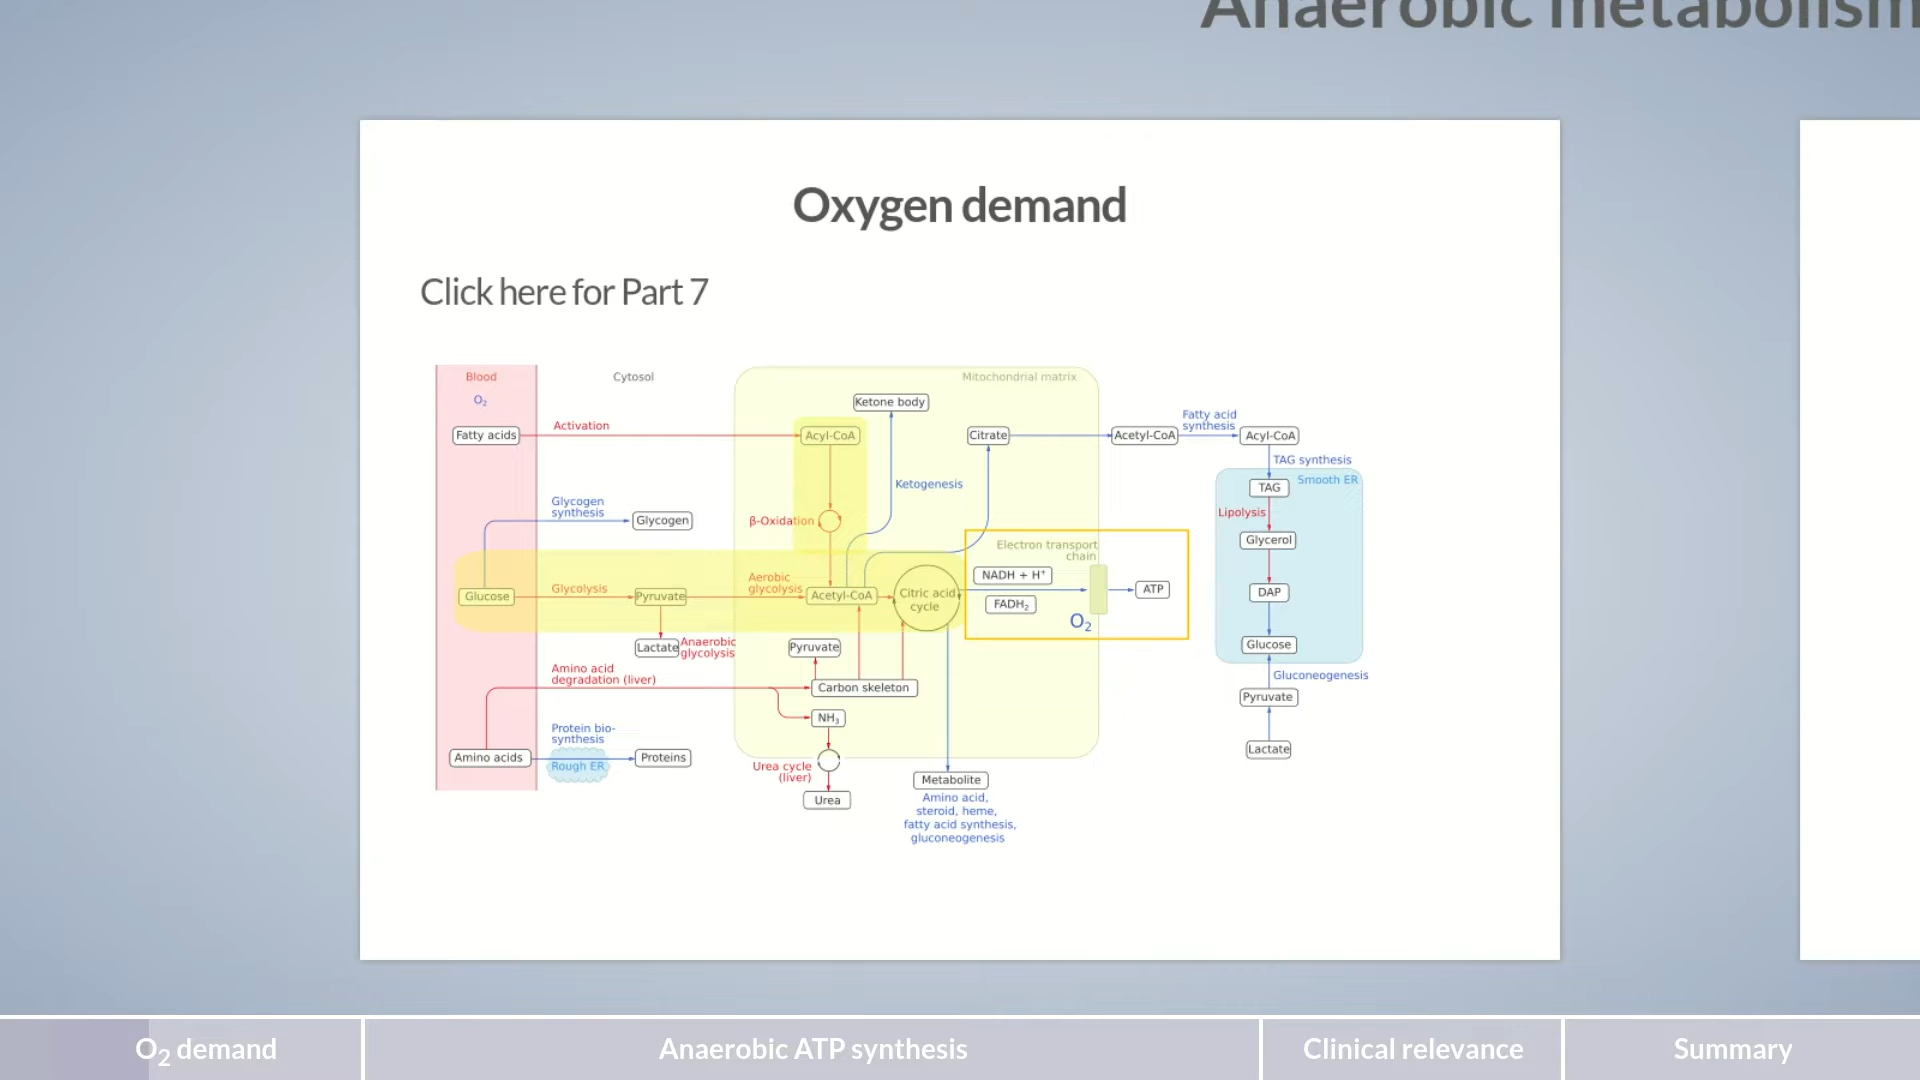 Anaerobic metabolism
Oxygen demand
Click here for Part 7
Blood
Cytosol
Mitochondrial matrix
O₂
Ketone body
Fatty acids
Activation
Acyl-CoA
Citrate
Acetyl-CoA
Fatty acid
synthesis
Acyl-CoA
TAG synthesis
Smooth ER
TAG
Ketogenesis
Glycogen
synthesis
Glycogen
β-Oxidation
Lipolysis
Glycerol
Electron transport
chain
Glucose
Glycolysis
Pyruvate
Aerobic
glycolysis
Acetyl-CoA
Citric acid
cycle
NADH + H⁺
FADH₂
O₂
ATP
DAP
Lactate
Anaerobic
glycolysis
Pyruvate
Glucose
Amino acid
degradation (liver)
Carbon skeleton
Gluconeogenesis
Pyruvate
NH₃
Protein bio-
synthesis
Amino acids
Rough ER
Proteins
Urea cycle
(liver)
Urea
Lactate
Metabolite
Amino acid,
steroid, heme,
fatty acid synthesis,
gluconeogenesis
O₂ demand
Anaerobic ATP synthesis
Clinical relevance
Summary